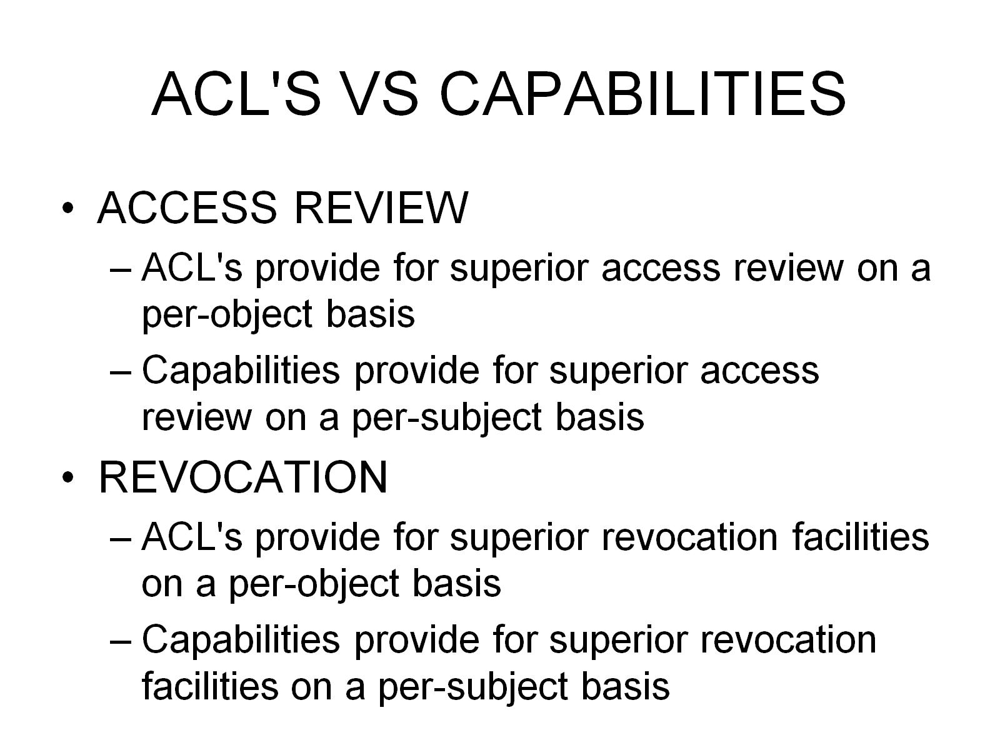 ACL'S VS CAPABILITIES
• ACCESS REVIEW
– ACL's provide for superior access review on a
per-object basis
– Capabilities provide for superior access
review on a per-subject basis
• REVOCATION
– ACL's provide for superior revocation facilities
on a per-object basis
– Capabilities provide for superior revocation
facilities on a per-subject basis